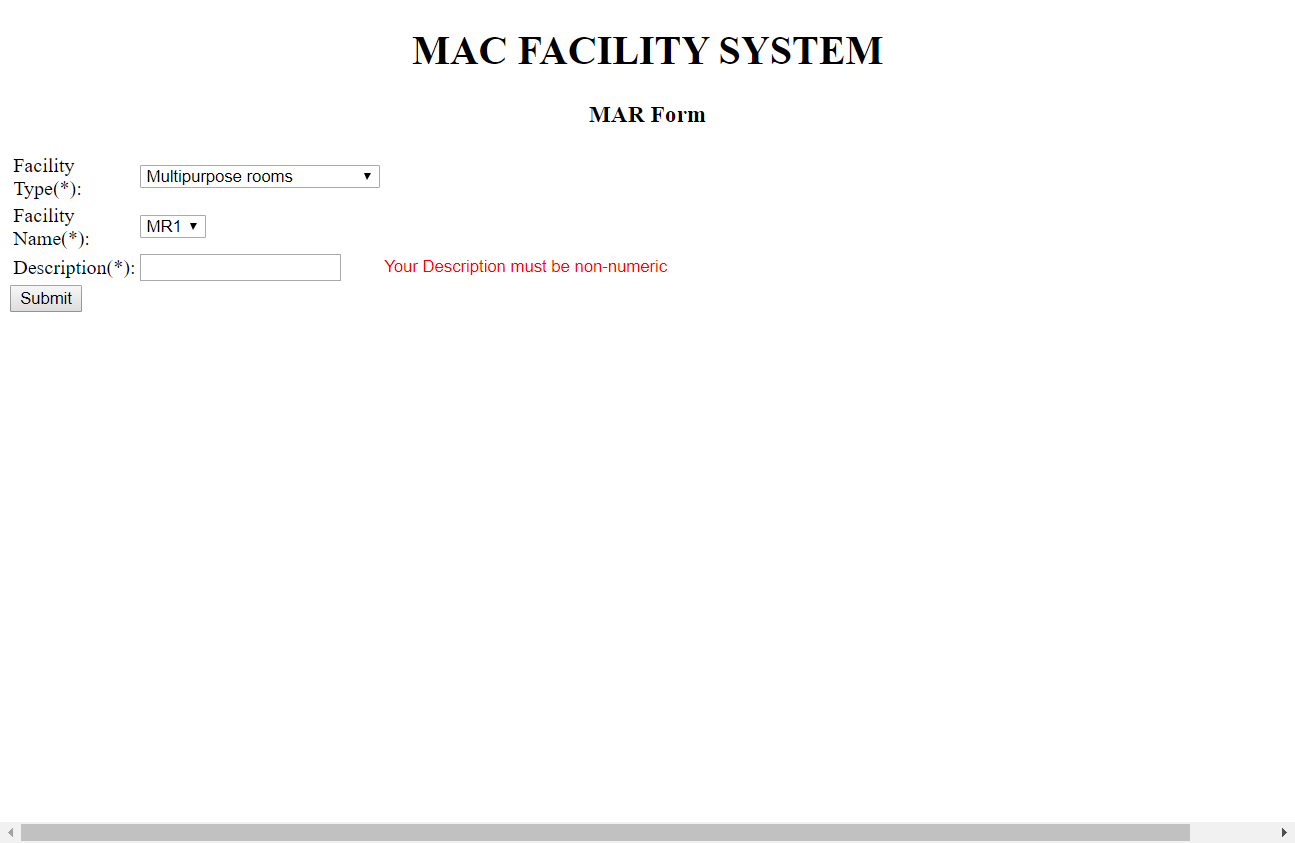 MAC FACILITY SYSTEM
MAR Form
Facility
Type(*):
Multipurpose rooms
Facility
Name(*):
MR1
Description(*):
Your Description must be non-numeric
Submit